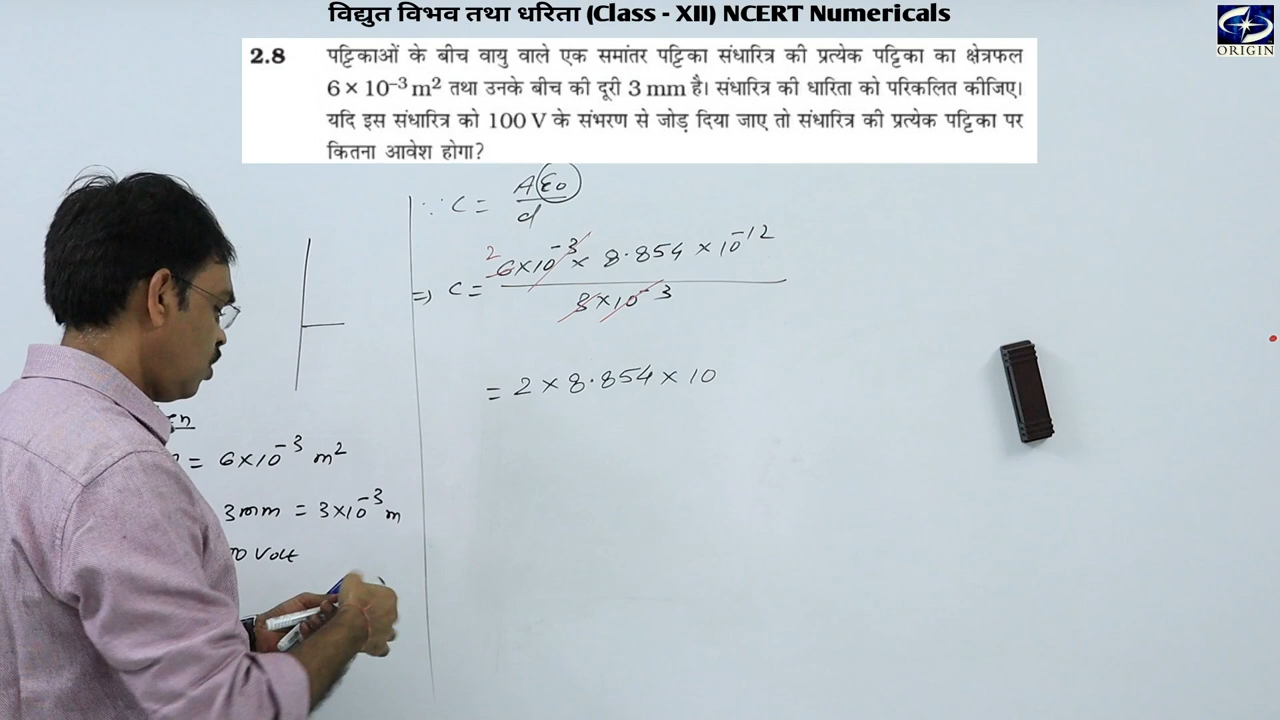 विद्युत विभव तथा धरिता (Class - XII) NCERT Numericals
ORIGIN
2.8 पट्टिकाओं के बीच वायु वाले एक समांतर पट्टिका संधारित्र की प्रत्येक पट्टिका का क्षेत्रफल
6 × 10⁻³ m² तथा उनके बीच की दूरी 3 mm है। संधारित्र की धारिता को परिकलित कीजिए।
यदि इस संधारित्र को 100 V के संभरण से जोड़ दिया जाए तो संधारित्र की प्रत्येक पट्टिका पर
कितना आवेश होगा?
∵ C = Aε₀/d
⇒ C = 6×10⁻³ × 8.854 × 10⁻¹² / 3×10⁻³
2
= 2 × 8.854 × 10
= 6×10⁻³ m²
3mm = 3×10⁻³ m
Volt